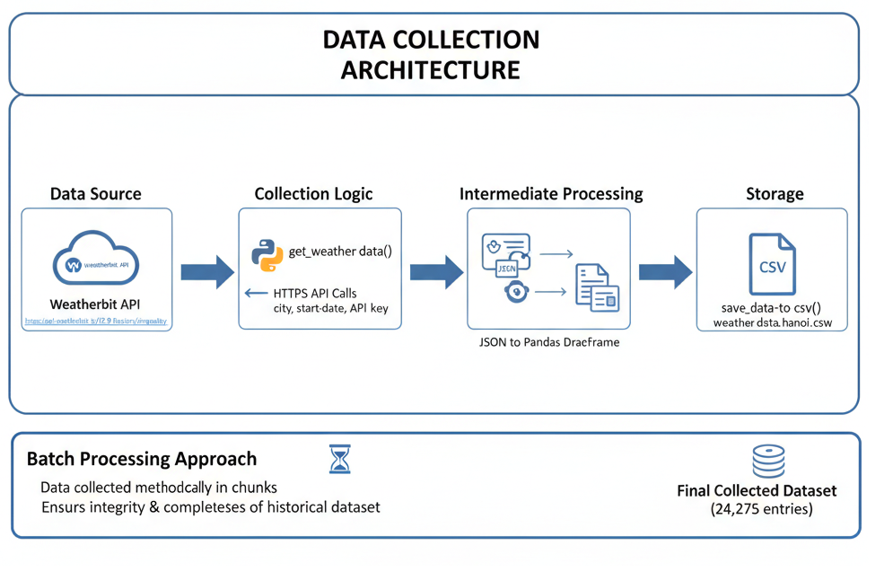 DATA COLLECTION
ARCHITECTURE
Data Source
Collection Logic
Intermediate Processing
Storage
weatherbit. API
Weatherbit API
get_weather data()
HTTPS API Calls
city, start-date, API key
JSON
JSON to Pandas Dracframe
CSV
save_data-to csv()
weather dsta.hanoi.csw
Batch Processing Approach
Data collected methodcally in chunks
Ensurs integrity & completeses of historical dataset
Final Collected Dataset
(24,275 entries)